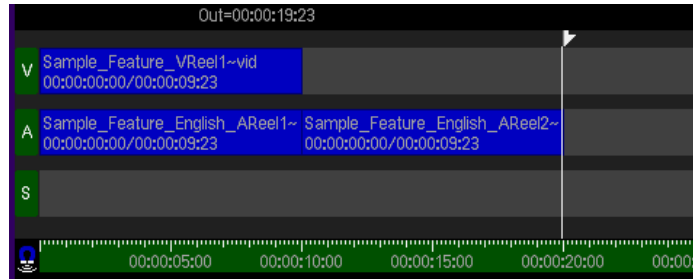 Out=00:00:19:23
V
Sample_Feature_VReel1~vid
00:00:00:00/00:00:09:23
A
Sample_Feature_English_AReel1~ Sample_Feature_English_AReel2~
00:00:00:00/00:00:09:23 00:00:00:00/00:00:09:23
S
00:00:05:00 00:00:10:00 00:00:15:00 00:00:20:00 00:00: